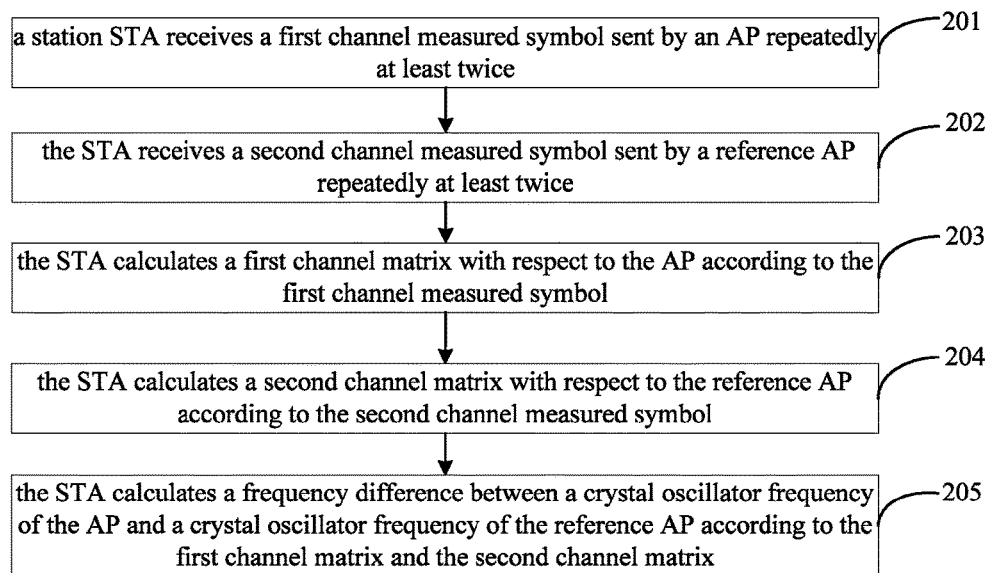 a station STA receives a first channel measured symbol sent by an AP repeatedly
at least twice
201
the STA receives a second channel measured symbol sent by a reference AP
repeatedly at least twice
202
the STA calculates a first channel matrix with respect to the AP according to the
first channel measured symbol
203
the STA calculates a second channel matrix with respect to the reference AP
according to the second channel measured symbol
204
the STA calculates a frequency difference between a crystal oscillator frequency
of the AP and a crystal oscillator frequency of the reference AP according to the
first channel matrix and the second channel matrix
205